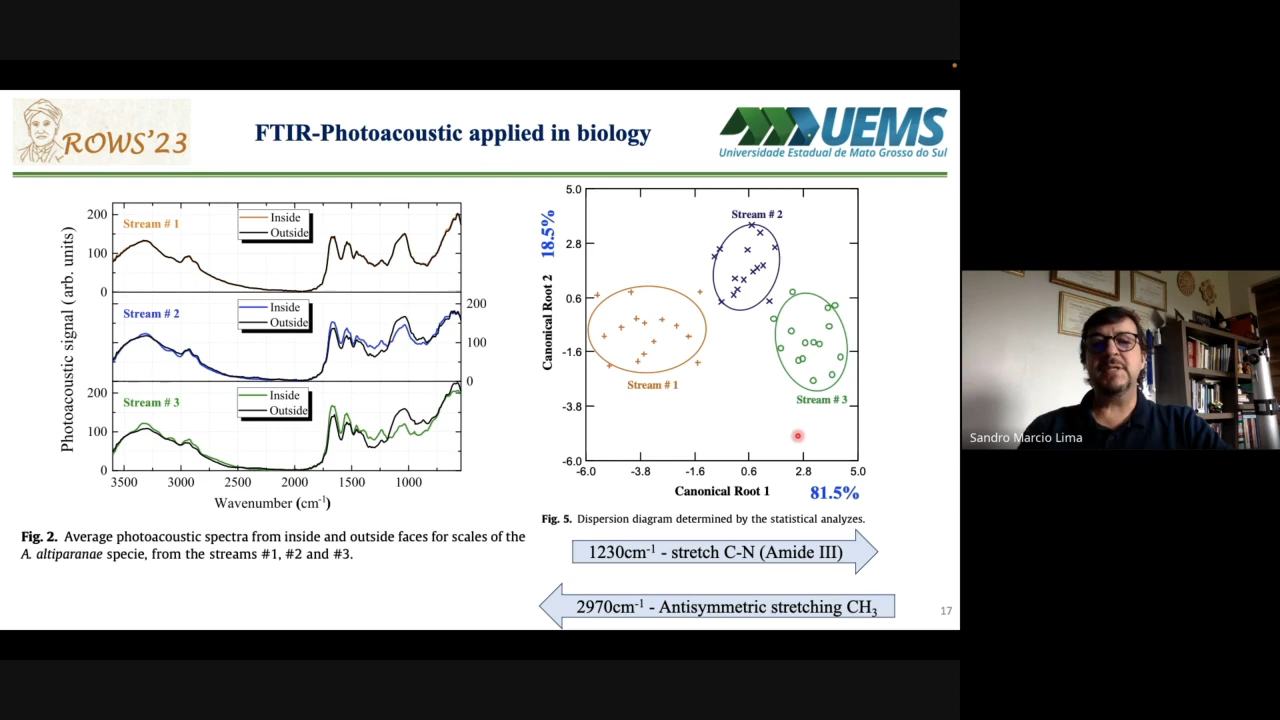 ROWS'23
FTIR-Photoacoustic applied in biology
UEMS
Universidade Estadual de Mato Grosso do Sul
Photoacoustic signal (arb. units)
200
100
0
Stream # 1
Inside
Outside
Stream # 2
Inside
Outside
200
100
0
200
100
0
Stream # 3
Inside
Outside
3500 3000 2500 2000 1500 1000
Wavenumber (cm-1)
Fig. 2. Average photoacoustic spectra from inside and outside faces for scales of the
A. altiparanae specie, from the streams #1, #2 and #3.
18.5%
Canonical Root 2
5.0
2.8
0.6
-1.6
-3.8
-6.0
Stream # 2
Stream # 1
Stream # 3
-6.0 -3.8 -1.6 0.6 2.8 5.0
Canonical Root 1 81.5%
Fig. 5. Dispersion diagram determined by the statistical analyzes.
1230cm-1 - stretch C-N (Amide III)
2970cm-1 - Antisymmetric stretching CH3
17
Sandro Marcio Lima